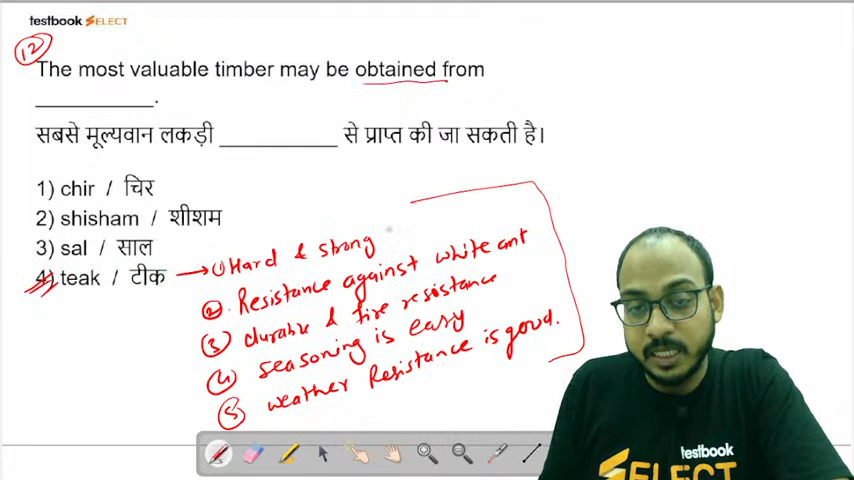 testbook SELECT
12
The most valuable timber may be obtained from
__________.
सबसे मूल्यवान लकड़ी __________ से प्राप्त की जा सकती है।
1) chir / चिर
2) shisham / शीशम
3) sal / साल
4) teak / टीक
① Hard & strong
② Resistance against white ant
③ durable & fire resistance
④ seasoning is easy
⑤ weather Resistance is good.
testbook
SELECT